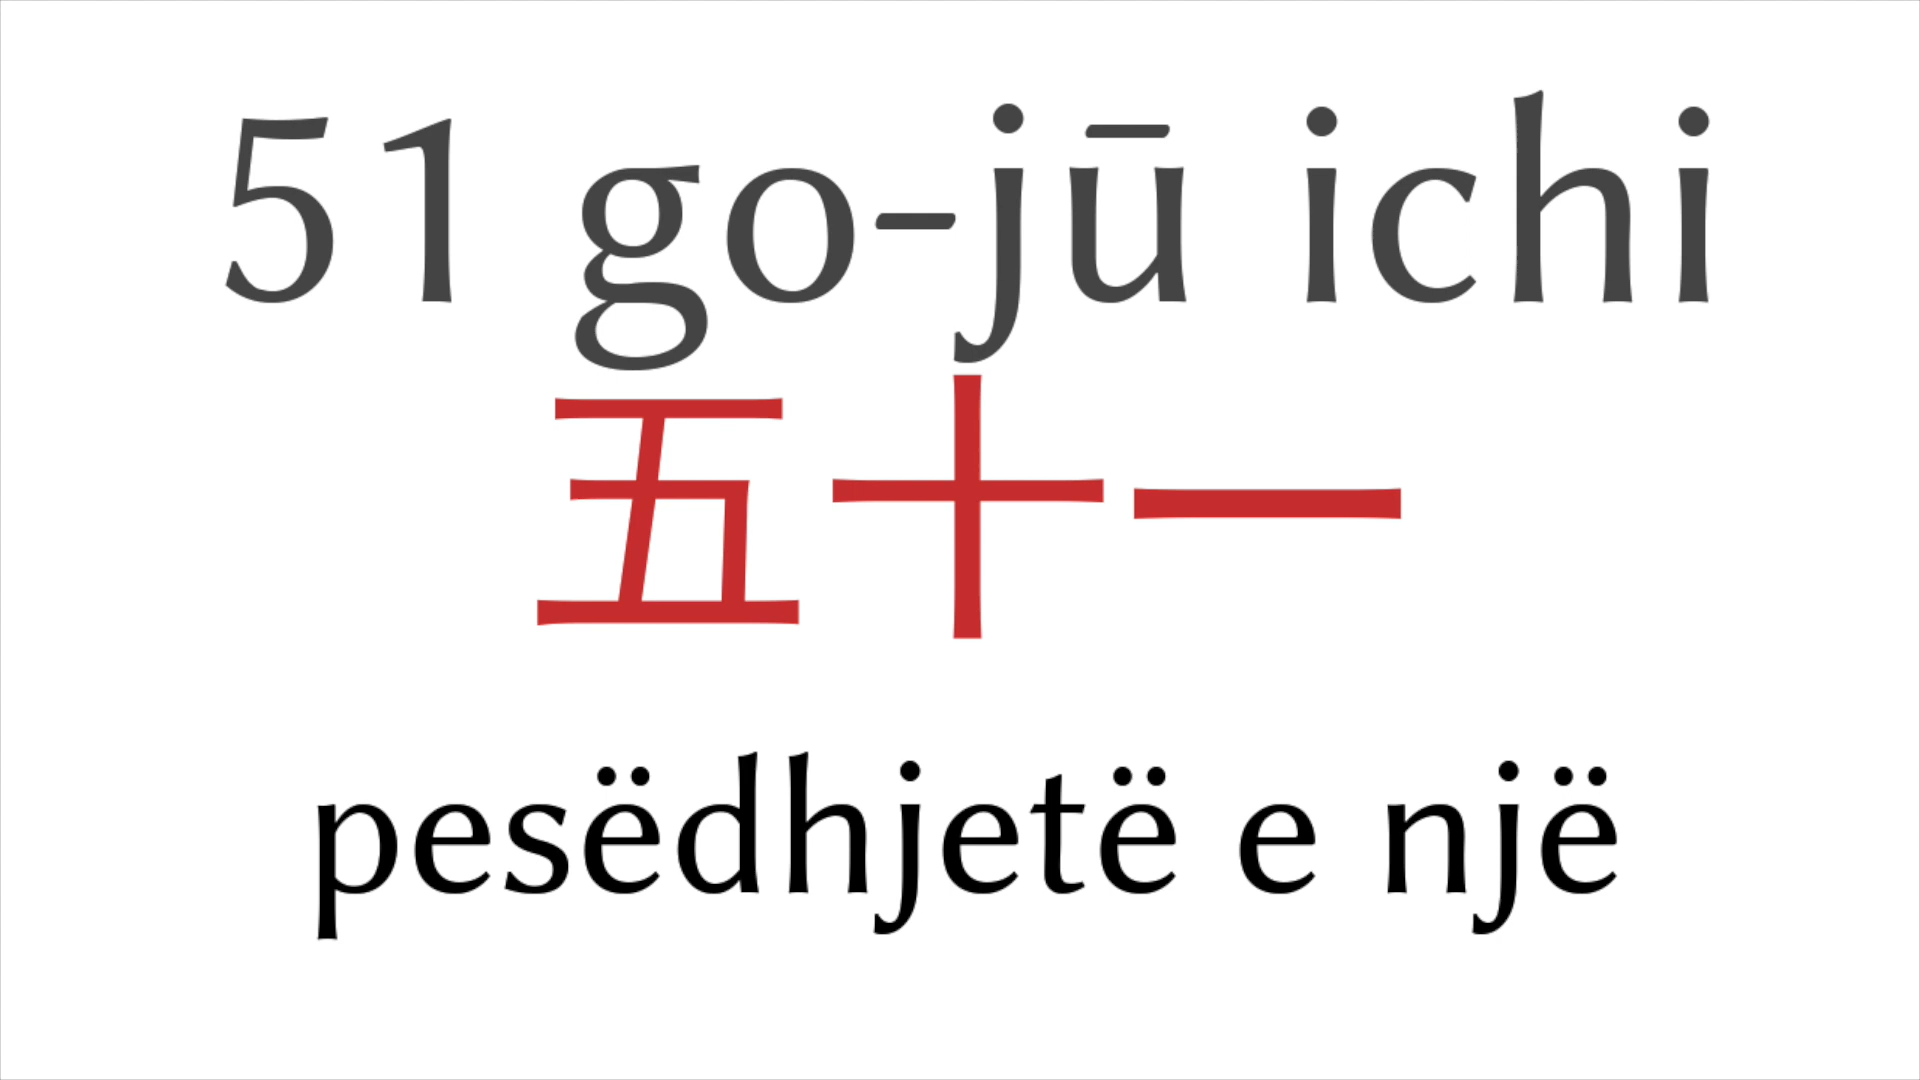 51 go-jū ichi
五十一
pesëdhjetë e një